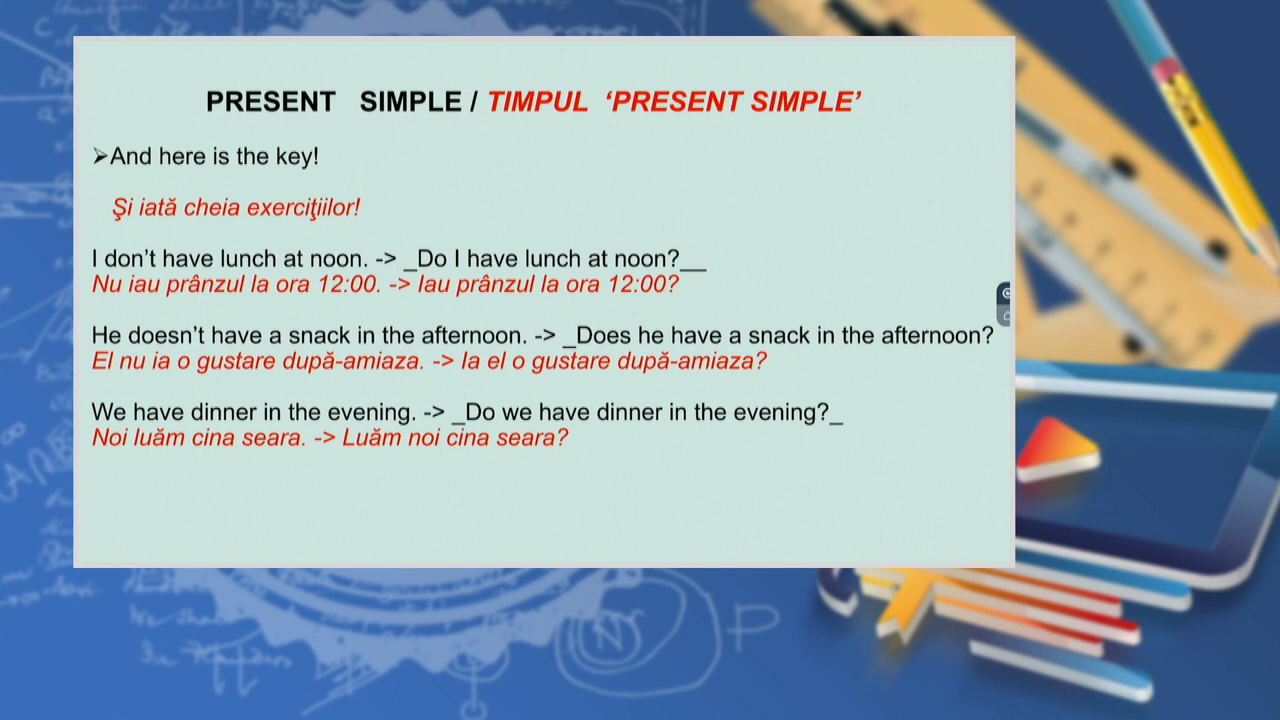 PRESENT SIMPLE / TIMPUL ‘PRESENT SIMPLE’
➢And here is the key!
Şi iată cheia exerciţiilor!
I don’t have lunch at noon. -> _Do I have lunch at noon?__
Nu iau prânzul la ora 12:00. -> Iau prânzul la ora 12:00?
He doesn’t have a snack in the afternoon. -> _Does he have a snack in the afternoon?
El nu ia o gustare după-amiaza. -> Ia el o gustare după-amiaza?
We have dinner in the evening. -> _Do we have dinner in the evening?_
Noi luăm cina seara. -> Luăm noi cina seara?
N
P